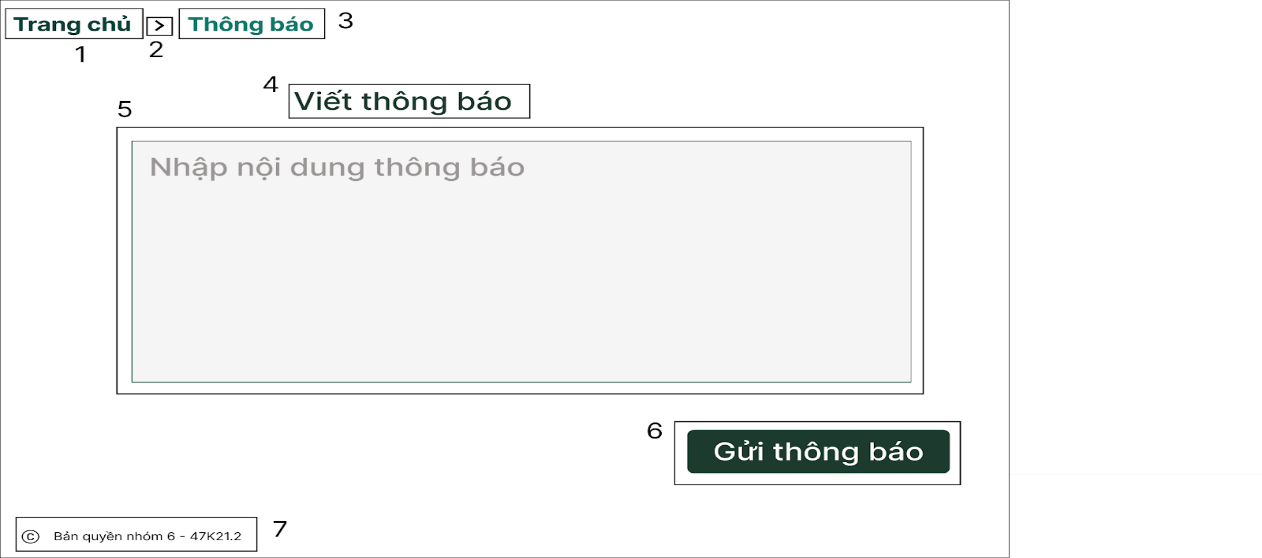 Trang chủ > Thông báo 3
1 2
4 Viết thông báo
5
Nhập nội dung thông báo
6 Gửi thông báo
© Bản quyền nhóm 6 - 47K21.2 7